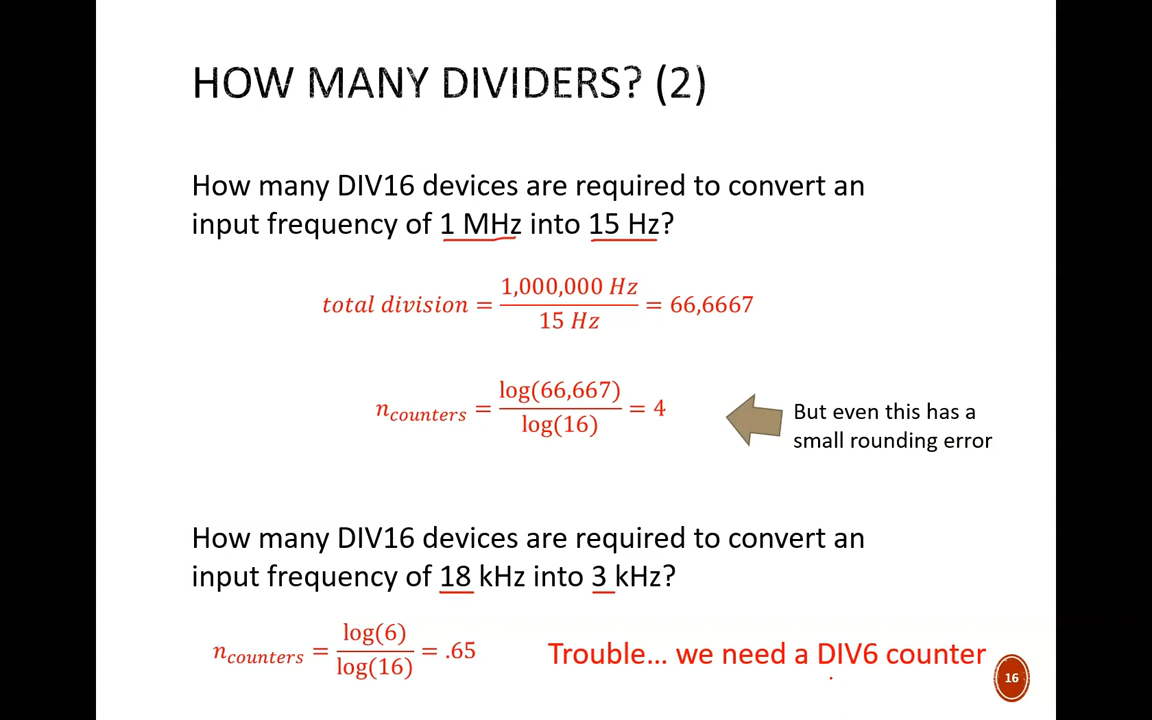 HOW MANY DIVIDERS? (2)
How many DIV16 devices are required to convert an
input frequency of 1 MHz into 15 Hz?
total division = 1,000,000 Hz / 15 Hz = 66,6667
n_counters = log(66,667) / log(16) = 4
But even this has a
small rounding error
How many DIV16 devices are required to convert an
input frequency of 18 kHz into 3 kHz?
n_counters = log(6) / log(16) = .65
Trouble... we need a DIV6 counter
16